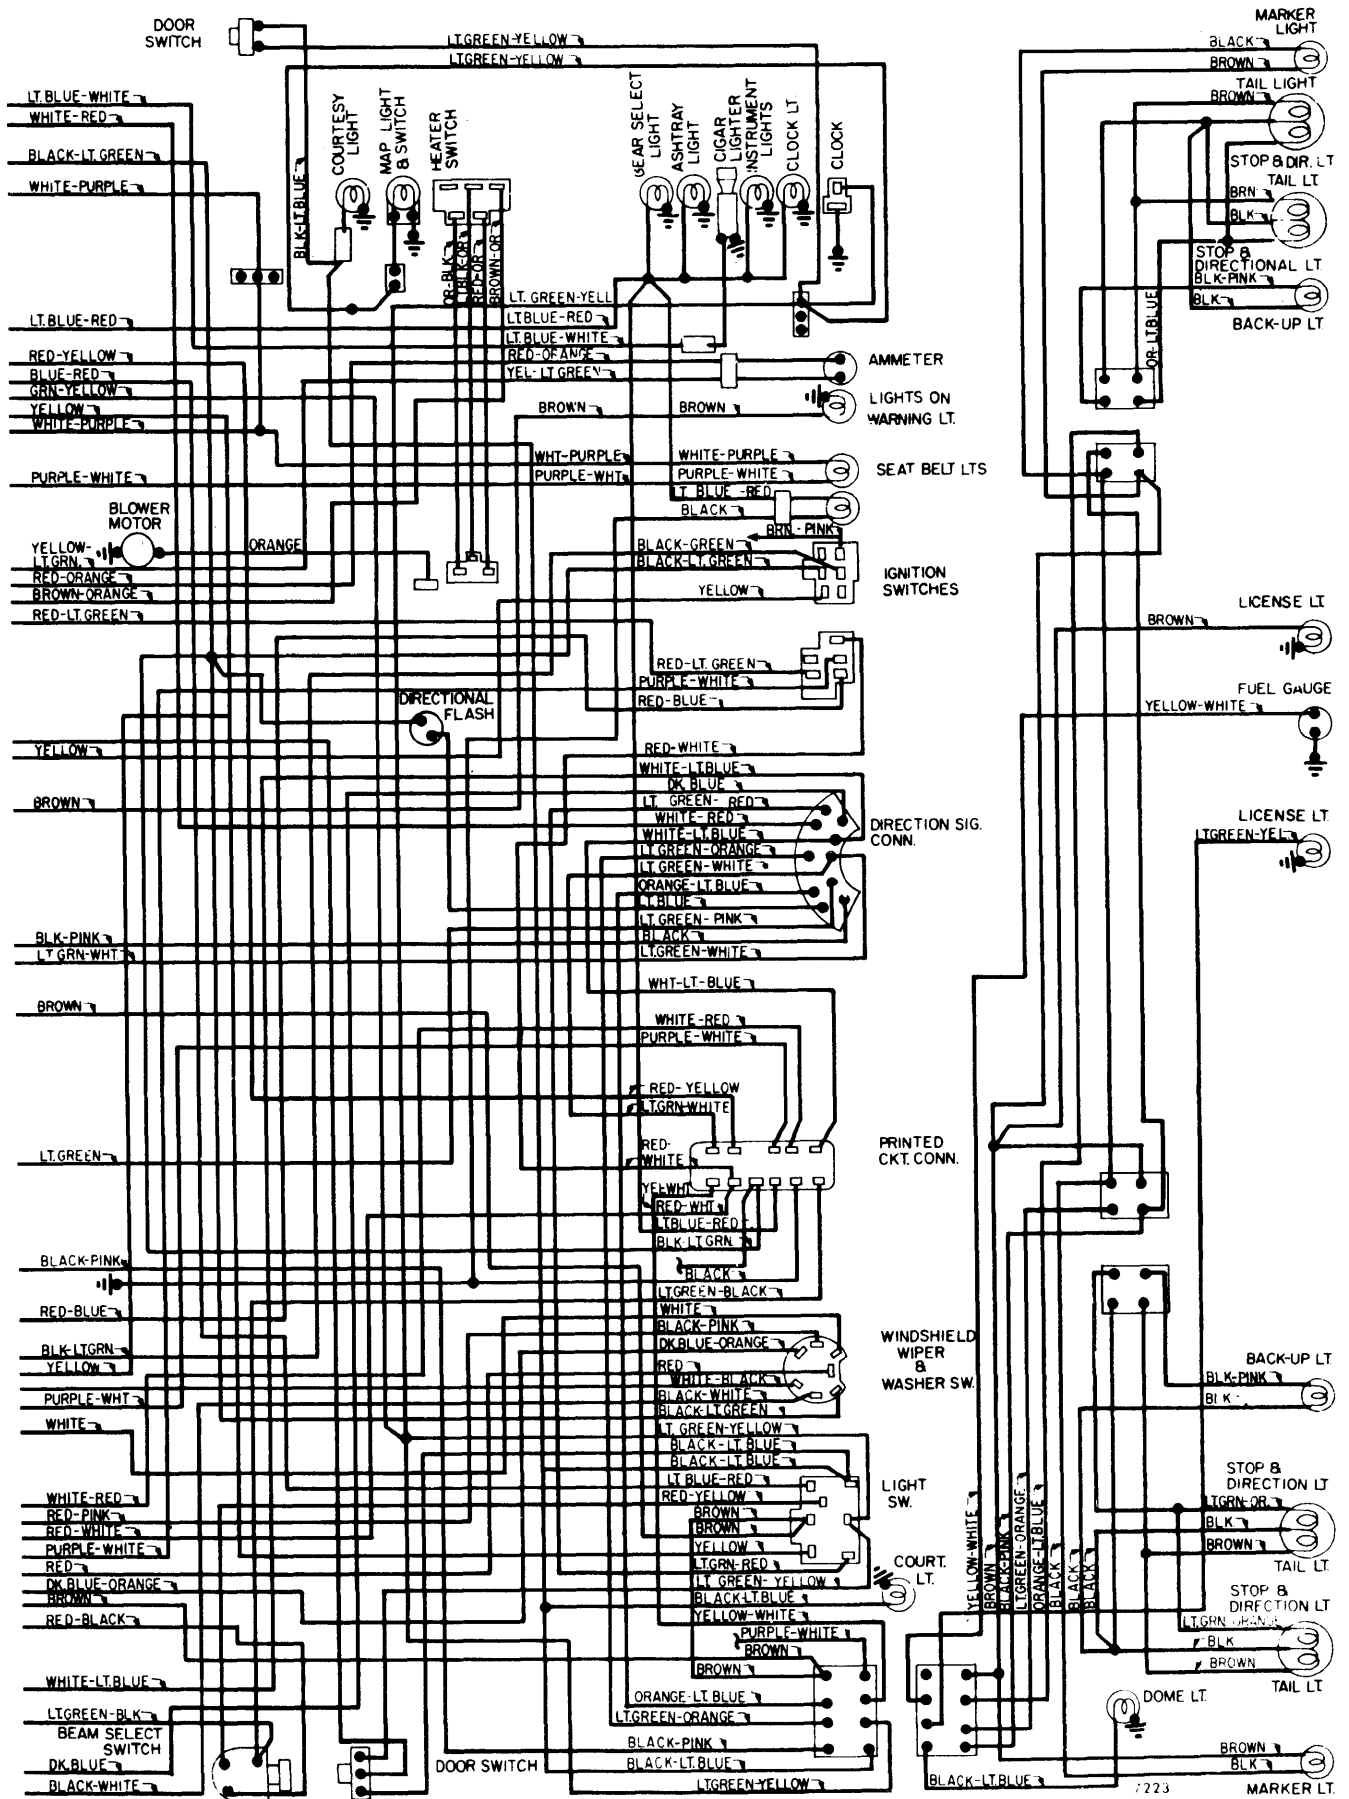 DOOR
SWITCH
LT.GREEN-YELLOW
LT.GREEN-YELLOW
LT.BLUE-WHITE
WHITE-RED
BLACK-LT.GREEN
WHITE-PURPLE
BLK-LT.BLUE
COURTESY
LIGHT
MAP LIGHT
& SWITCH
HEATER
SWITCH
GEAR SELECT
LIGHT
ASHTRAY
LIGHT
CIGAR
LIGHTER
INSTRUMENT
LIGHTS
CLOCK LT.
CLOCK
OR-BLK
BLK-OR
RED-OR
BROWN-OR
MARKER
LIGHT
BLACK
BROWN
TAIL LIGHT
BROWN
STOP & DIR. LT
TAIL LT.
BRN
BLK
STOP &
DIRECTIONAL LT.
BLK-PINK
BLK
BACK-UP LT.
OR-LT.BLUE
LT.BLUE-RED
RED-YELLOW
BLUE-RED
GRN-YELLOW
YELLOW
WHITE-PURPLE
PURPLE-WHITE
LT. GREEN-YELL
LT.BLUE-RED
LT.BLUE-WHITE
RED-ORANGE
YEL-LT.GREEN
AMMETER
BROWN
BROWN
LIGHTS ON
WARNING LT.
WHT-PURPLE
WHITE-PURPLE
PURPLE-WHT
PURPLE-WHITE
SEAT BELT LTS
LT. BLUE-RED
BLACK
BRN-PINK
BLOWER
MOTOR
ORANGE
YELLOW-
LT.GRN.
RED-ORANGE
BROWN-ORANGE
RED-LT.GREEN
BLACK-GREEN
BLACK-LT.GREEN
YELLOW
IGNITION
SWITCHES
LICENSE LT.
BROWN
RED-LT. GREEN
PURPLE-WHITE
RED-BLUE
DIRECTIONAL
FLASH
FUEL GAUGE
YELLOW-WHITE
YELLOW
BROWN
RED-WHITE
WHITE-LT.BLUE
DK. BLUE
LT. GREEN-RED
WHITE-RED
WHITE-LT.BLUE
LT.GREEN-ORANGE
LT.GREEN-WHITE
ORANGE-LT.BLUE
LT.BLUE
LT.GREEN-PINK
BLACK
LT.GREEN-WHITE
DIRECTION SIG.
CONN.
LICENSE LT.
LT.GREEN-YEL
BLK-PINK
LT GRN-WHT
BROWN
WHT-LT-BLUE
WHITE-RED
PURPLE-WHITE
RED-YELLOW
LT.GRN-WHITE
RED-
WHITE
YEL-WHT
RED-WHT
LT.BLUE-RED
BLK-LT GRN
BLACK
LT.GREEN-BLACK
PRINTED
CKT. CONN.
LT.GREEN
BLACK-PINK
RED-BLUE
BLK-LTGRN
YELLOW
PURPLE-WHT
WHITE
WHITE
BLACK-PINK
DK.BLUE-ORANGE
RED
WHITE-BLACK
BLACK-WHITE
BLACK-LT.GREEN
WINDSHIELD
WIPER
&
WASHER SW.
BACK-UP LT.
BLK-PINK
BLK
LT. GREEN-YELLOW
BLACK-LT.BLUE
BLACK-LT.BLUE
LT BLUE-RED
RED-YELLOW
BROWN
BROWN
YELLOW
LT.GRN-RED
LT GREEN-YELLOW
BLACK-LT.BLUE
YELLOW-WHITE
PURPLE-WHITE
BROWN
BROWN
LIGHT
SW.
COURT.
LT.
WHITE-RED
RED-PINK
RED-WHITE
PURPLE-WHITE
RED
DK.BLUE-ORANGE
BROWN
RED-BLACK
WHITE-LT.BLUE
LT.GREEN-BLK
BEAM SELECT
SWITCH
DK.BLUE
BLACK-WHITE
DOOR SWITCH
ORANGE-LT.BLUE
LT.GREEN-ORANGE
BLACK-PINK
BLACK-LT.BLUE
LT.GREEN-YELLOW
YELLOW-WHITE
BROWN
BLACK-PINK
LT.GREEN-ORANGE
ORANGE-LT.BLUE
BLACK
BLACK
BLACK
STOP &
DIRECTION LT
LTGRN-OR.
BLK
BROWN
TAIL LT.
STOP &
DIRECTION LT
LT.GRN-ORANGE
BLK
BROWN
TAIL LT.
DOME LT.
BLACK-LT.BLUE
BROWN
BLK
MARKER LT.
7223